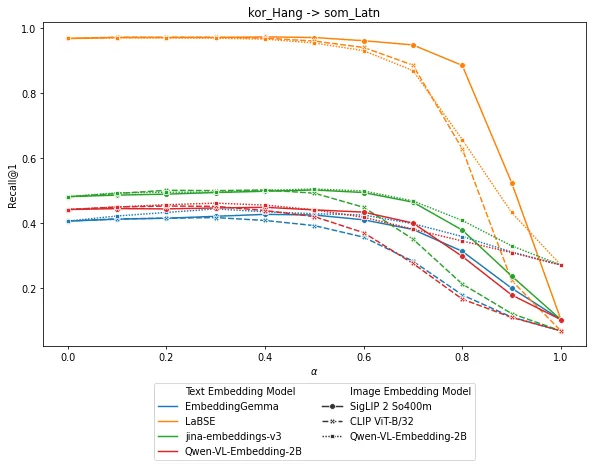 kor_Hang -> som_Latn
Recall@1
1.0
0.8
0.6
0.4
0.2
0.0 0.2 0.4 0.6 0.8 1.0
α
Text Embedding Model Image Embedding Model
EmbeddingGemma SigLIP 2 So400m
LaBSE CLIP ViT-B/32
jina-embeddings-v3 Qwen-VL-Embedding-2B
Qwen-VL-Embedding-2B